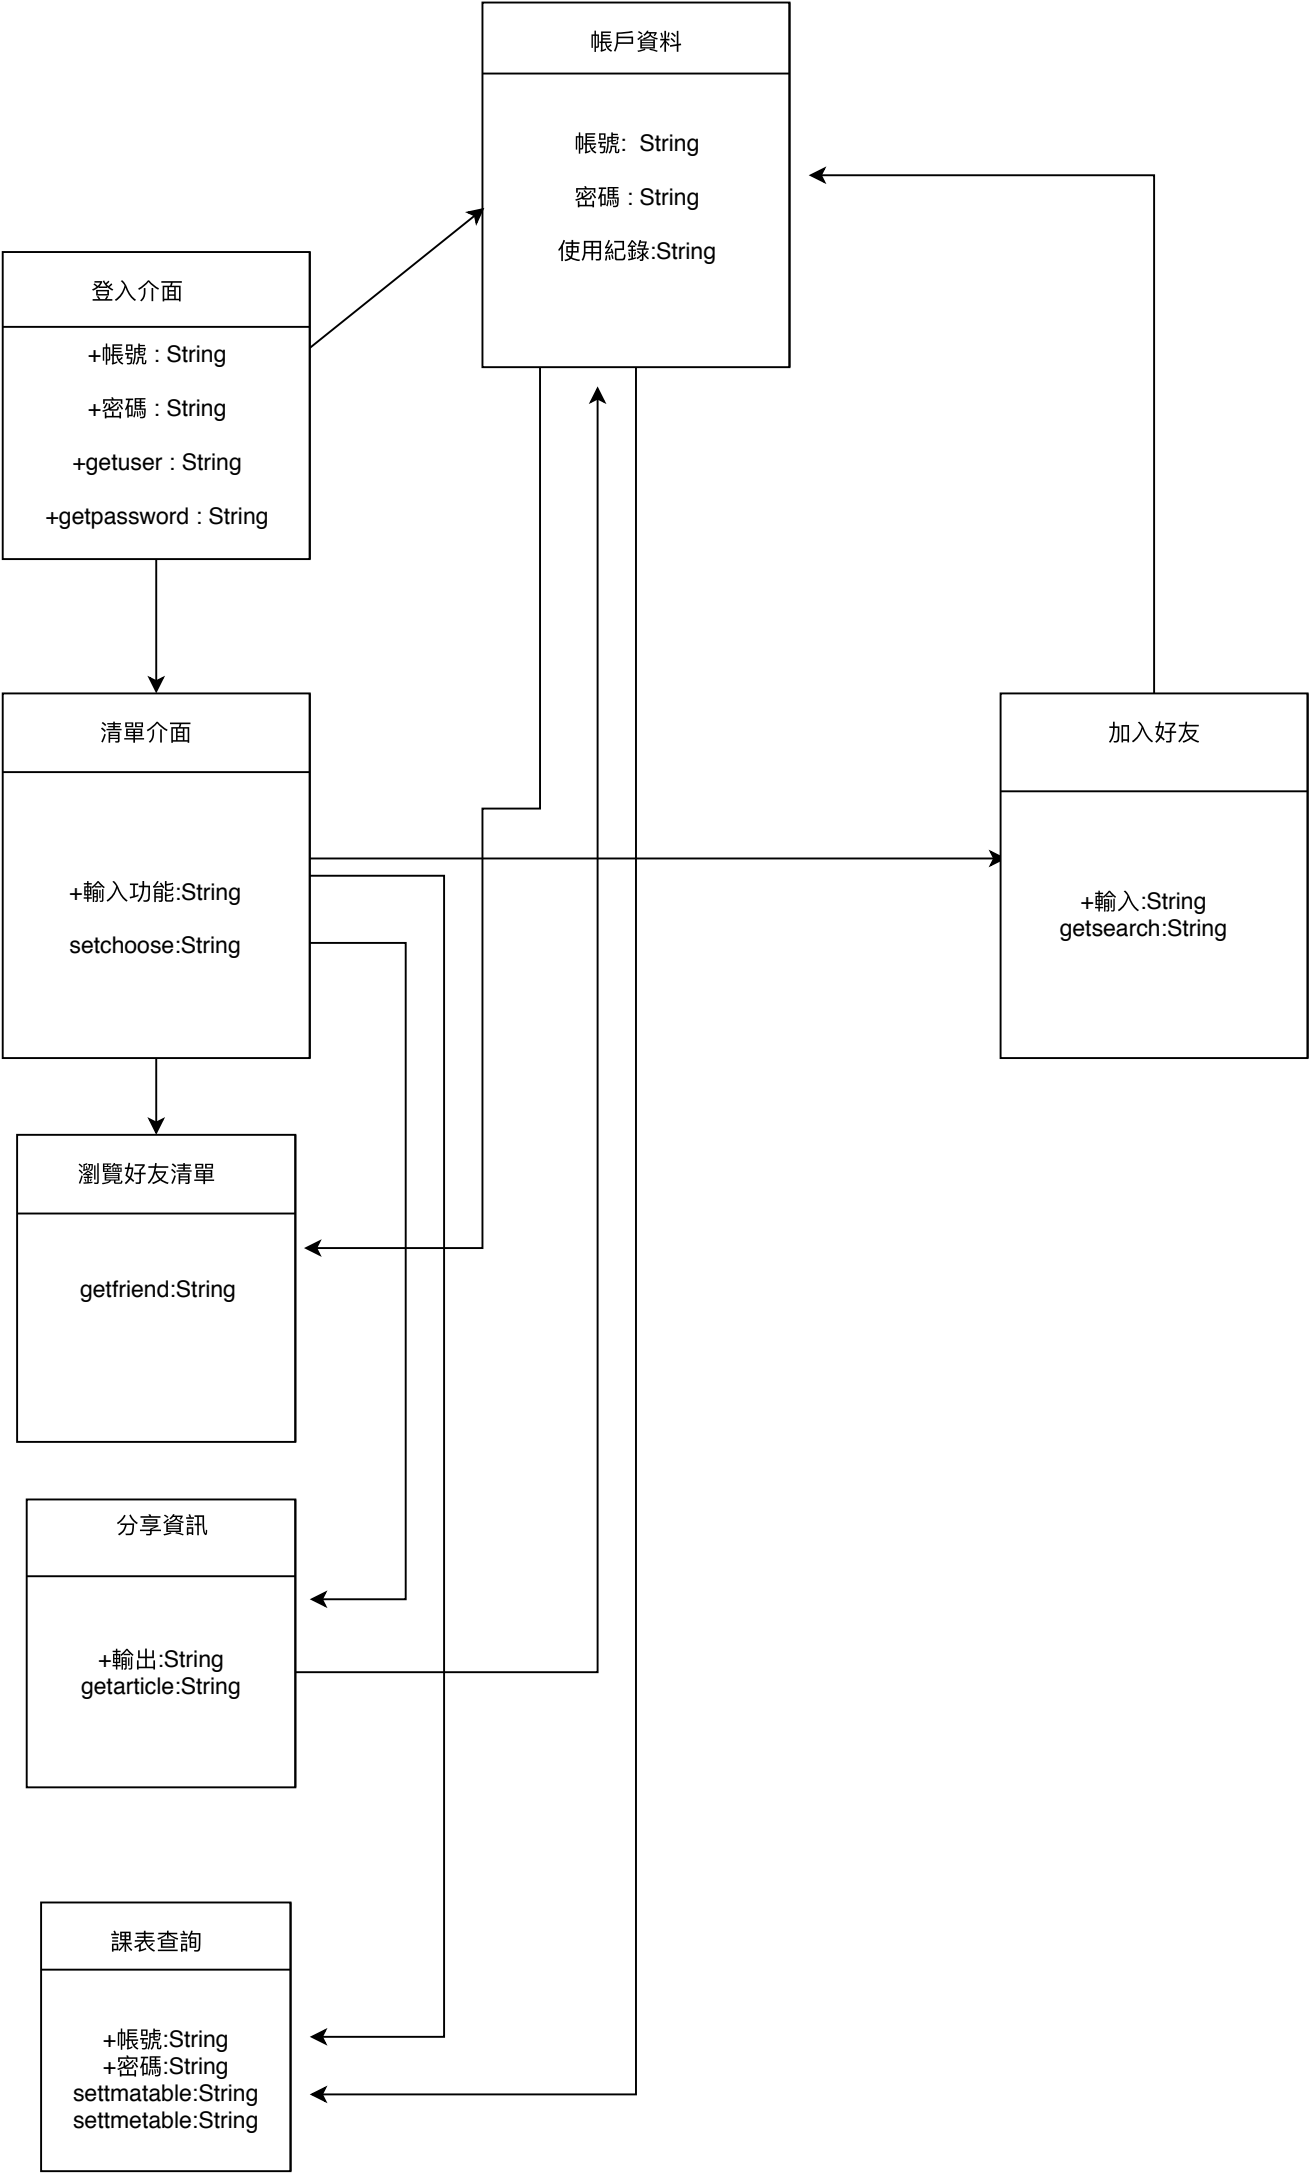 帳戶資料
帳號:  String
密碼 : String
使用紀錄:String
登入介面
+帳號 : String
+密碼 : String
+getuser : String
+getpassword : String
清單介面
+輸入功能:String
setchoose:String
加入好友
+輸入:String
getsearch:String
瀏覽好友清單
getfriend:String
分享資訊
+輸出:String
getarticle:String
課表查詢
+帳號:String
+密碼:String
settmatable:String
settmetable:String